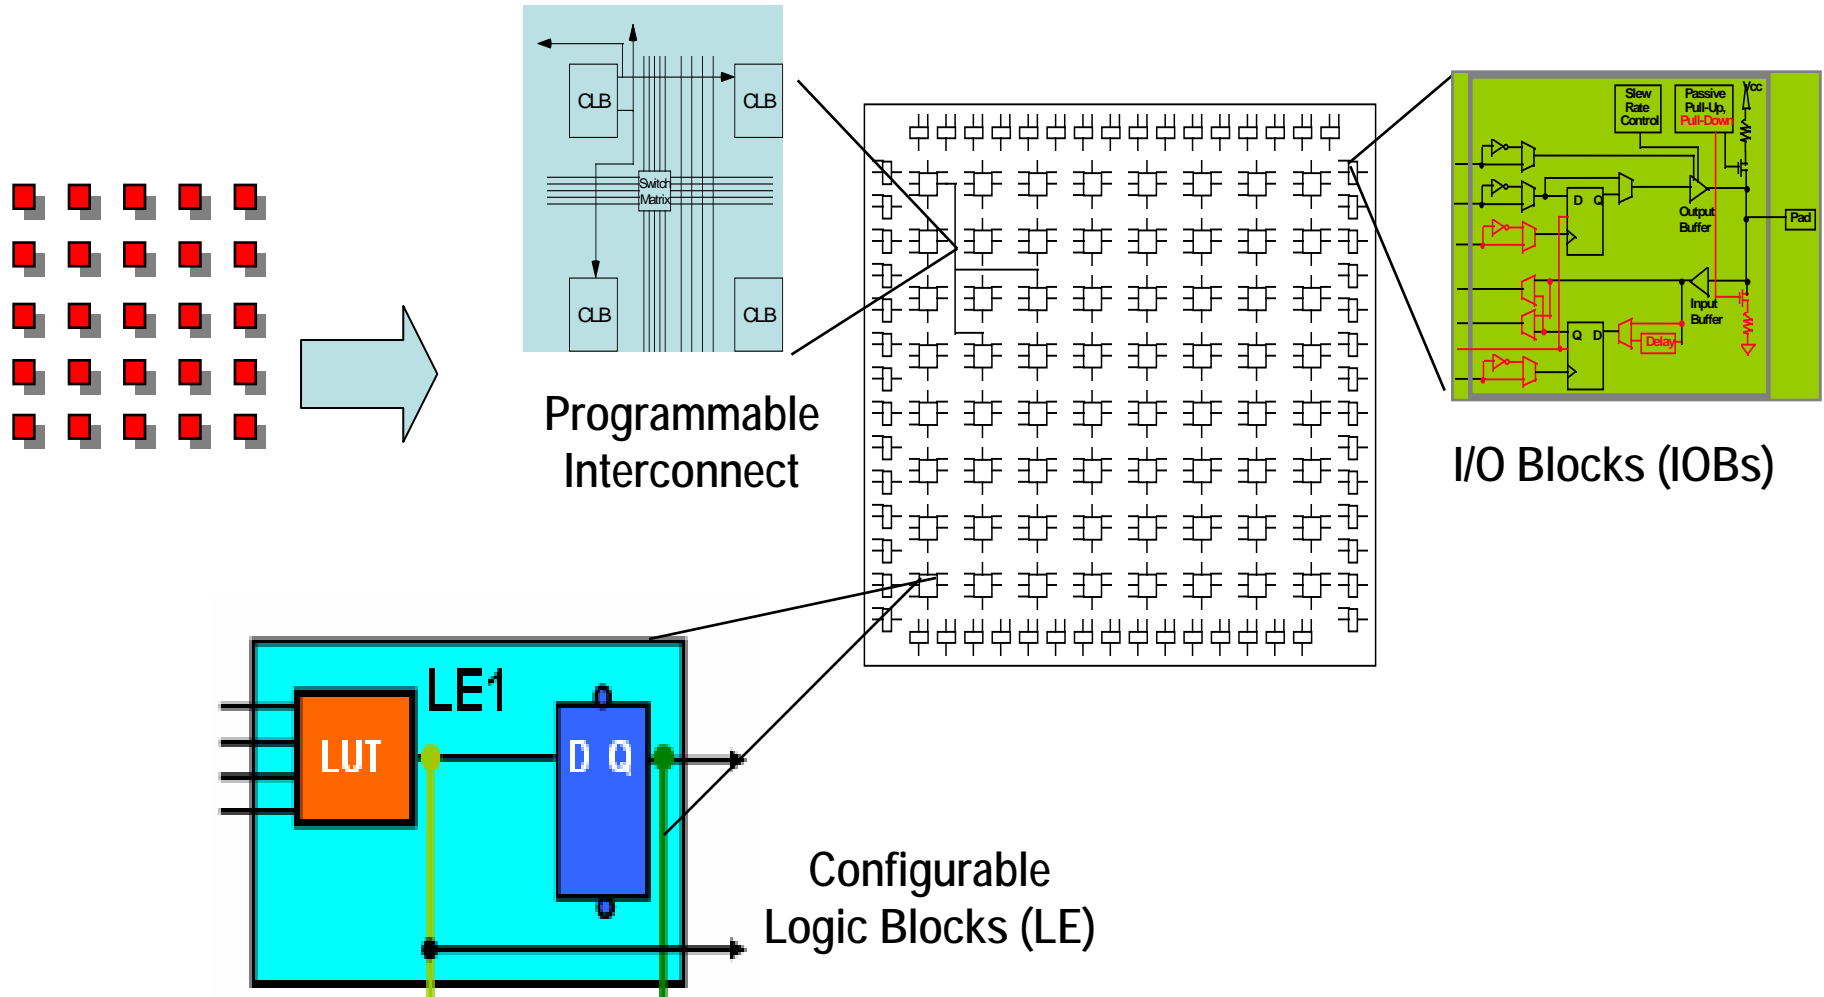 CLB
CLB
Switch
Matrix
CLB
CLB
Programmable
Interconnect
Slew
Rate
Control
Passive
Pull-Up,
Pull-Down
Vcc
D Q
Output
Buffer
Pad
Input
Buffer
Q D
Delay
I/O Blocks (IOBs)
LE1
LUT
D Q
Configurable
Logic Blocks (LE)